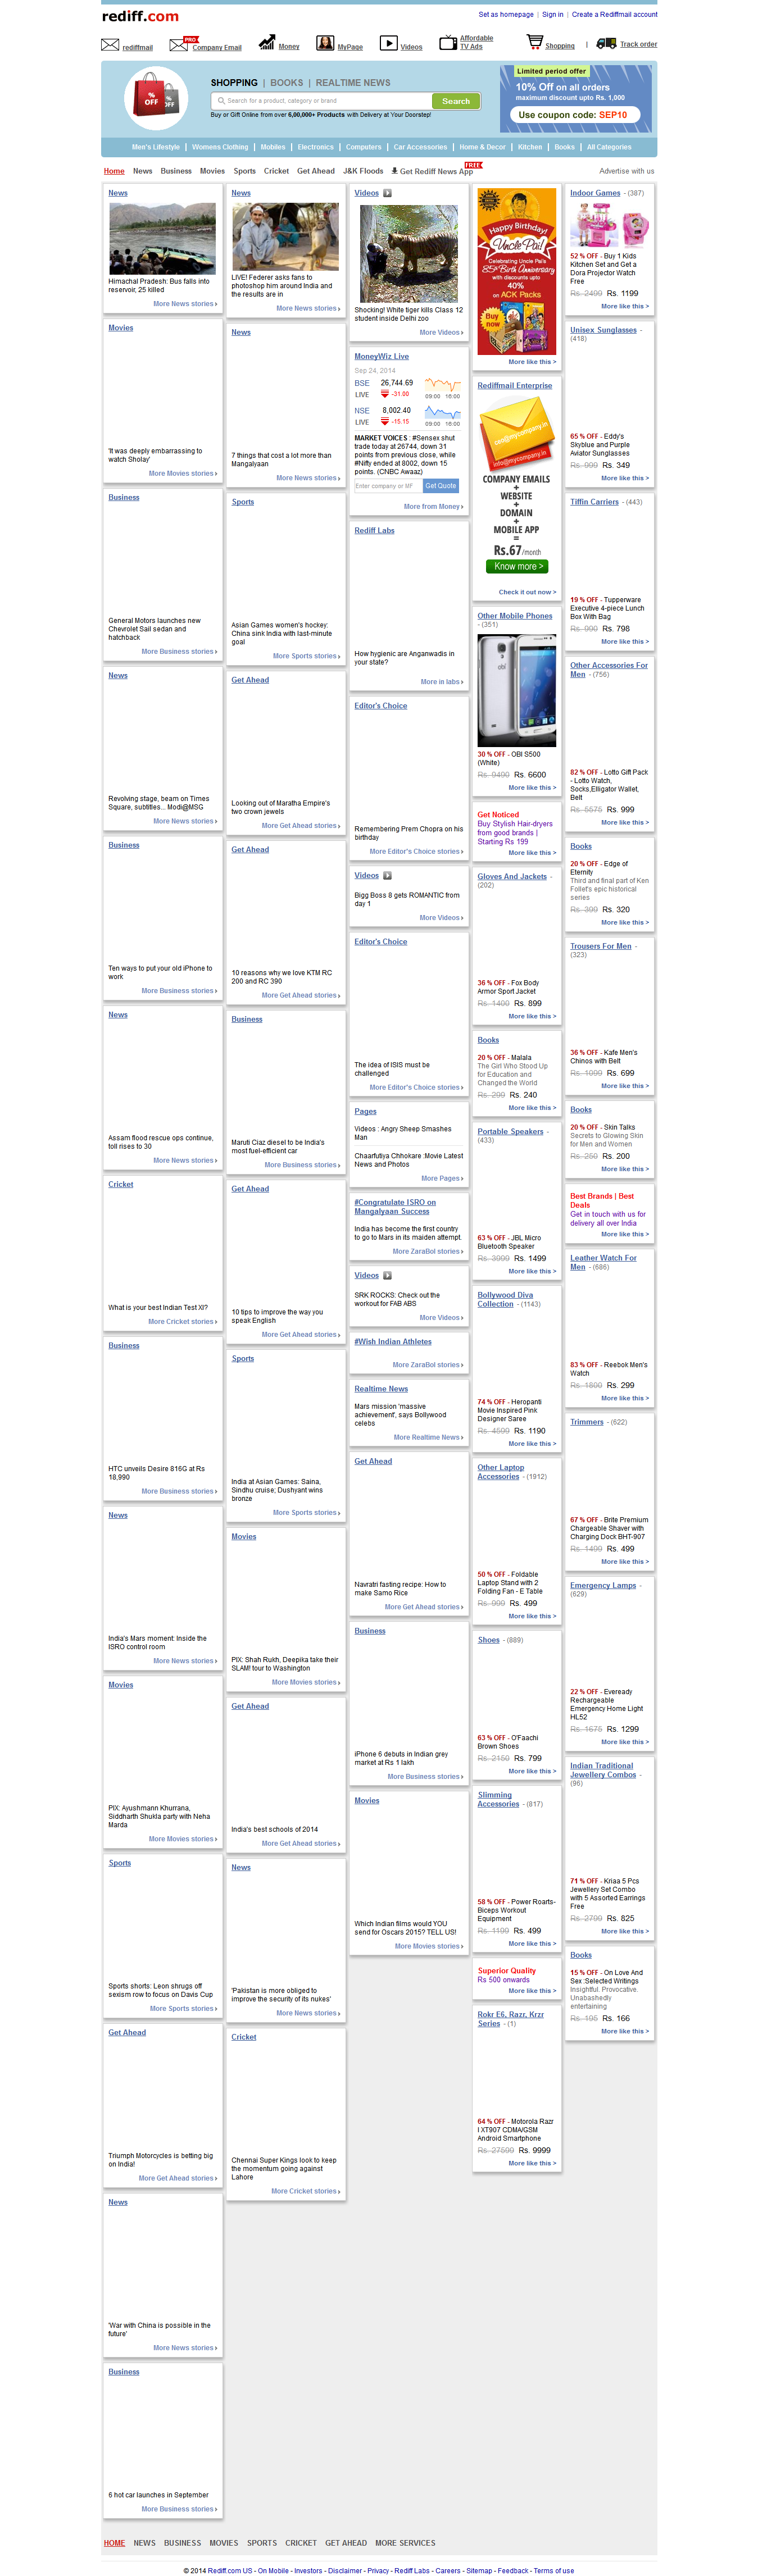 rediff.com
Set as homepage | Sign in | Create a Rediffmail account
rediffmail
PRO
Company Email
Money
MyPage
Videos
Affordable
TV Ads
Shopping
Track order
% OFF
% OFF
SHOPPING | BOOKS | REALTIME NEWS
Search for a product, category or brand
Search
Buy or Gift Online from over 6,00,000+ Products with Delivery at Your Doorstep!
Limited period offer
10% Off on all orders
maximum discount upto Rs. 1,000
Use coupon code: SEP10
Men's Lifestyle | Womens Clothing | Mobiles | Electronics | Computers | Car Accessories | Home & Decor | Kitchen | Books | All Categories
Home News Business Movies Sports Cricket Get Ahead J&K Floods Get Rediff News App
FREE
Advertise with us
News
Himachal Pradesh: Bus falls into
reservoir, 25 killed
More News stories
Movies
'It was deeply embarrassing to
watch Sholay'
More Movies stories
Business
General Motors launches new
Chevrolet Sail sedan and
hatchback
More Business stories
News
Revolving stage, beam on Times
Square, subtitles... Modi@MSG
More News stories
Business
Ten ways to put your old iPhone to
work
More Business stories
News
Assam flood rescue ops continue,
toll rises to 30
More News stories
Cricket
What is your best Indian Test XI?
More Cricket stories
Business
HTC unveils Desire 816G at Rs
18,990
More Business stories
News
India's Mars moment: Inside the
ISRO control room
More News stories
Movies
PIX: Ayushmann Khurrana,
Siddharth Shukla party with Neha
Marda
More Movies stories
Sports
Sports shorts: Leon shrugs off
sexism row to focus on Davis Cup
More Sports stories
Get Ahead
Triumph Motorcycles is betting big
on India!
More Get Ahead stories
News
'War with China is possible in the
future'
More News stories
Business
6 hot car launches in September
More Business stories
News
LIVE! Federer asks fans to
photoshop him around India and
the results are in
More News stories
News
7 things that cost a lot more than
Mangalyaan
More News stories
Sports
Asian Games women's hockey:
China sink India with last-minute
goal
More Sports stories
Get Ahead
Looking out of Maratha Empire's
two crown jewels
More Get Ahead stories
Get Ahead
10 reasons why we love KTM RC
200 and RC 390
More Get Ahead stories
Business
Maruti Ciaz diesel to be India's
most fuel-efficient car
More Business stories
Get Ahead
10 tips to improve the way you
speak English
More Get Ahead stories
Sports
India at Asian Games: Saina,
Sindhu cruise; Dushyant wins
bronze
More Sports stories
Movies
PIX: Shah Rukh, Deepika take their
SLAM! tour to Washington
More Movies stories
Get Ahead
India's best schools of 2014
More Get Ahead stories
News
'Pakistan is more obliged to
improve the security of its nukes'
More News stories
Cricket
Chennai Super Kings look to keep
the momentum going against
Lahore
More Cricket stories
Videos
Shocking! White tiger kills Class 12
student inside Delhi zoo
More Videos
MoneyWiz Live
Sep 24, 2014
BSE 26,744.69
LIVE -31.00
09:00 16:00
NSE 8,002.40
LIVE -15.15
09:00 16:00
MARKET VOICES : #Sensex shut
trade today at 26744, down 31
points from previous close, while
#Nifty ended at 8002, down 15
points. (CNBC Awaaz)
Enter company or MF
Get Quote
More from Money
Rediff Labs
How hygienic are Anganwadis in
your state?
More in labs
Editor's Choice
Remembering Prem Chopra on his
birthday
More Editor's Choice stories
Videos
Bigg Boss 8 gets ROMANTIC from
day 1
More Videos
Editor's Choice
The idea of ISIS must be
challenged
More Editor's Choice stories
Pages
Videos : Angry Sheep Smashes
Man
Chaarfutiya Chhokare :Movie Latest
News and Photos
More Pages
#Congratulate ISRO on
Mangalyaan Success
India has become the first country
to go to Mars in its maiden attempt.
More ZaraBol stories
Videos
SRK ROCKS: Check out the
workout for FAB ABS
More Videos
#Wish Indian Athletes
More ZaraBol stories
Realtime News
Mars mission 'massive
achievement', says Bollywood
celebs
More Realtime News
Get Ahead
Navratri fasting recipe: How to
make Samo Rice
More Get Ahead stories
Business
iPhone 6 debuts in Indian grey
market at Rs 1 lakh
More Business stories
Movies
Which Indian films would YOU
send for Oscars 2015? TELL US!
More Movies stories
Happy Birthday!
Uncle Pai!
Celebrating Uncle Pai's
85th Birth Anniversary
with discounts upto
40%
on ACK Packs
Buy
now
More like this >
Rediffmail Enterprise
ceo@mycompany.in
info@mycompany.in
COMPANY EMAILS
+
WEBSITE
+
DOMAIN
+
MOBILE APP
=
Rs.67/month
Know more >
Check it out now >
Other Mobile Phones
- (351)
obi
30 % OFF - OBI S500
(White)
Rs. 9490 Rs. 6600
More like this >
Get Noticed
Buy Stylish Hair-dryers
from good brands |
Starting Rs 199
More like this >
Gloves And Jackets -
(202)
36 % OFF - Fox Body
Armor Sport Jacket
Rs. 1400 Rs. 899
More like this >
Books
20 % OFF - Malala
The Girl Who Stood Up
for Education and
Changed the World
Rs. 299 Rs. 240
More like this >
Portable Speakers -
(433)
63 % OFF - JBL Micro
Bluetooth Speaker
Rs. 3999 Rs. 1499
More like this >
Bollywood Diva
Collection - (1143)
74 % OFF - Heropanti
Movie Inspired Pink
Designer Saree
Rs. 4599 Rs. 1190
More like this >
Other Laptop
Accessories - (1912)
50 % OFF - Foldable
Laptop Stand with 2
Folding Fan - E Table
Rs. 999 Rs. 499
More like this >
Shoes - (889)
63 % OFF - O'Faachi
Brown Shoes
Rs. 2150 Rs. 799
More like this >
Slimming
Accessories - (817)
58 % OFF - Power Roarts-
Biceps Workout
Equipment
Rs. 1199 Rs. 499
More like this >
Superior Quality
Rs 500 onwards
More like this >
Rokr E6, Razr, Krzr
Series - (1)
64 % OFF - Motorola Razr
I XT907 CDMA/GSM
Android Smartphone
Rs. 27599 Rs. 9999
More like this >
Indoor Games - (387)
52 % OFF - Buy 1 Kids
Kitchen Set and Get a
Dora Projector Watch
Free
Rs. 2499 Rs. 1199
More like this >
Unisex Sunglasses -
(418)
65 % OFF - Eddy's
Skyblue and Purple
Aviator Sunglasses
Rs. 999 Rs. 349
More like this >
Tiffin Carriers - (443)
19 % OFF - Tupperware
Executive 4-piece Lunch
Box With Bag
Rs. 990 Rs. 798
More like this >
Other Accessories For
Men - (756)
82 % OFF - Lotto Gift Pack
- Lotto Watch,
Socks,Elligator Wallet,
Belt
Rs. 5575 Rs. 999
More like this >
Books
20 % OFF - Edge of
Eternity
Third and final part of Ken
Follet's epic historical
series
Rs. 399 Rs. 320
More like this >
Trousers For Men -
(323)
36 % OFF - Kafe Men's
Chinos with Belt
Rs. 1099 Rs. 699
More like this >
Books
20 % OFF - Skin Talks
Secrets to Glowing Skin
for Men and Women
Rs. 250 Rs. 200
More like this >
Best Brands | Best
Deals
Get in touch with us for
delivery all over India
More like this >
Leather Watch For
Men - (686)
83 % OFF - Reebok Men's
Watch
Rs. 1800 Rs. 299
More like this >
Trimmers - (622)
67 % OFF - Brite Premium
Chargeable Shaver with
Charging Dock BHT-907
Rs. 1499 Rs. 499
More like this >
Emergency Lamps -
(629)
22 % OFF - Eveready
Rechargeable
Emergency Home Light
HL52
Rs. 1675 Rs. 1299
More like this >
Indian Traditional
Jewellery Combos -
(96)
71 % OFF - Kriaa 5 Pcs
Jewellery Set Combo
with 5 Assorted Earrings
Free
Rs. 2799 Rs. 825
More like this >
Books
15 % OFF - On Love And
Sex :Selected Writings
Insightful. Provocative.
Unabashedly
entertaining
Rs. 195 Rs. 166
More like this >
HOME NEWS BUSINESS MOVIES SPORTS CRICKET GET AHEAD MORE SERVICES
© 2014 Rediff.com US - On Mobile - Investors - Disclaimer - Privacy - Rediff Labs - Careers - Sitemap - Feedback - Terms of use